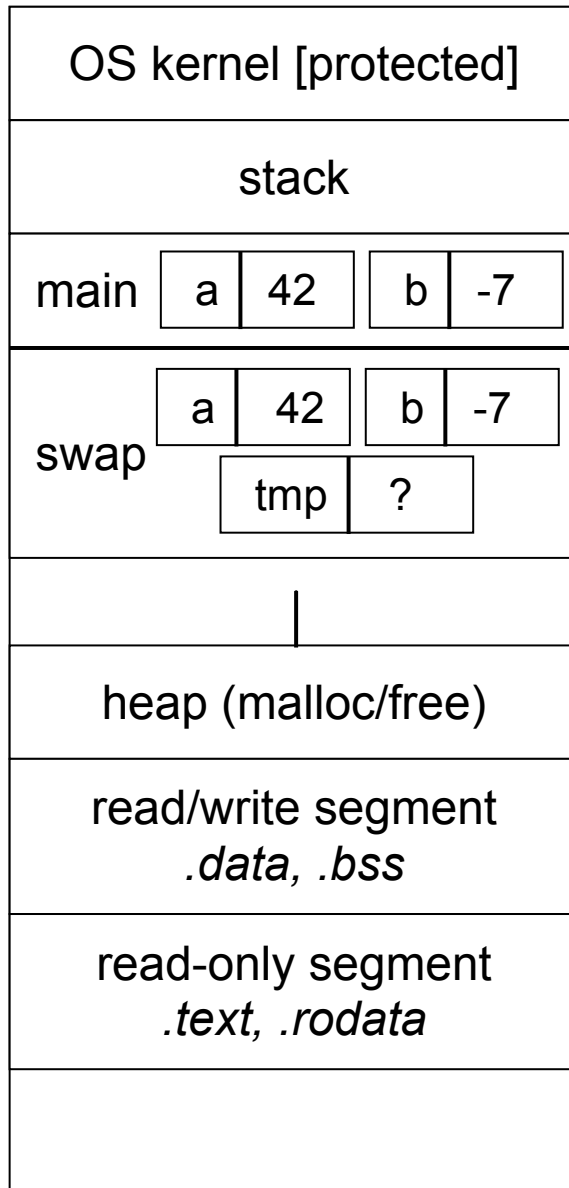 OS kernel [protected]
stack
main a 42 b -7
a 42 b -7
swap
tmp ?
heap (malloc/free)
read/write segment
.data, .bss
read-only segment
.text, .rodata